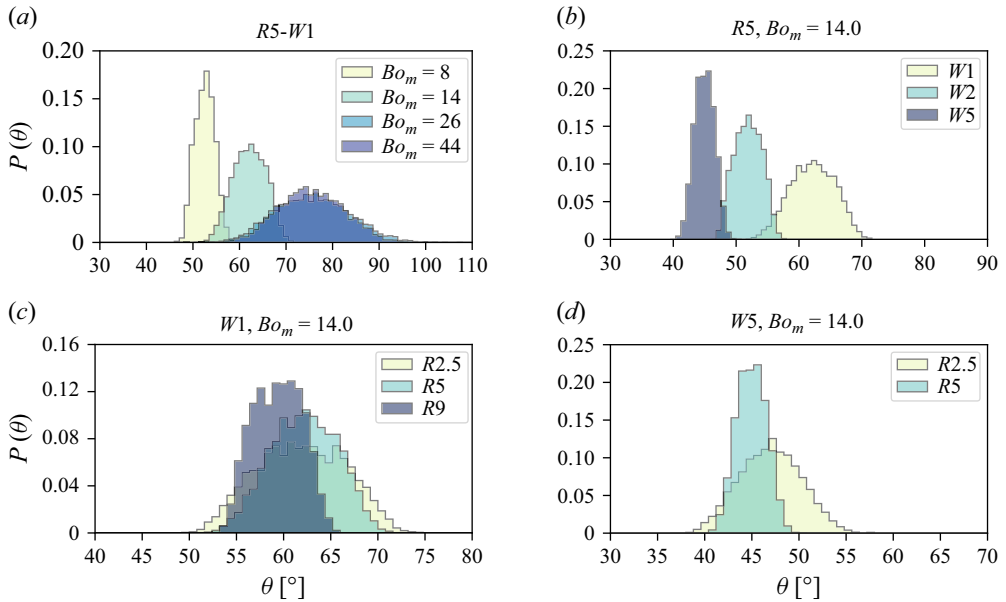 (a)
R5-W1
0.20
0.15
0.10
0.05
0
P (θ)
Bo_m = 8
Bo_m = 14
Bo_m = 26
Bo_m = 44
30 40 50 60 70 80 90 100 110
(b)
R5, Bo_m = 14.0
0.25
0.20
0.15
0.10
0.05
0
W1
W2
W5
30 40 50 60 70 80 90
(c)
W1, Bo_m = 14.0
0.16
0.12
0.08
0.04
0
P (θ)
R2.5
R5
R9
40 45 50 55 60 65 70 75 80
θ [°]
(d)
W5, Bo_m = 14.0
0.25
0.20
0.15
0.10
0.05
0
R2.5
R5
30 35 40 45 50 55 60 65 70
θ [°]